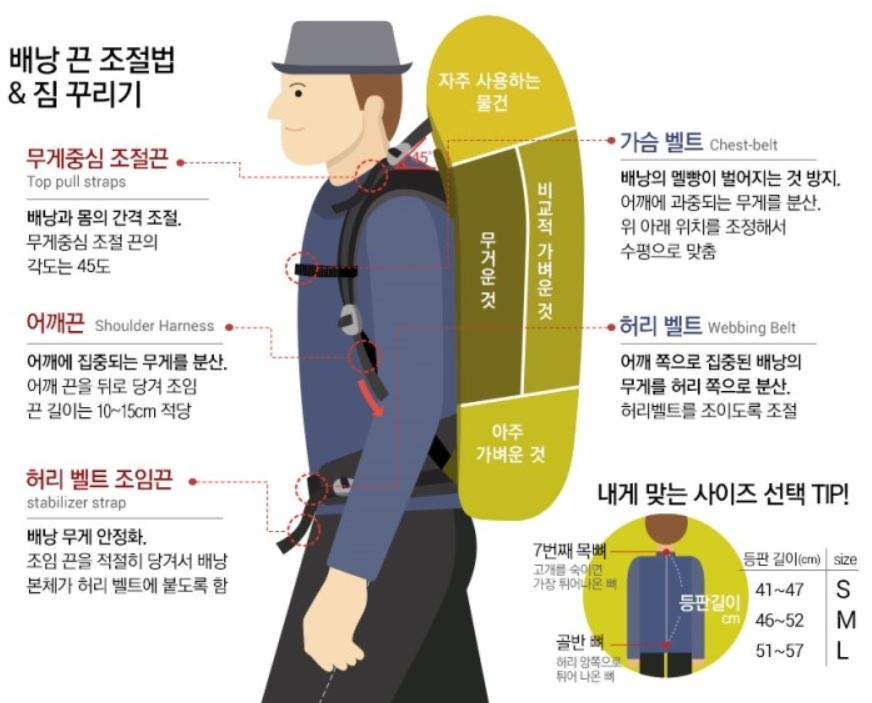 배낭 끈 조절법
& 짐 꾸리기
무게중심 조절끈
Top pull straps
배낭과 몸의 간격 조절.
무게중심 조절 끈의
각도는 45도
어깨끈 Shoulder Harness
어깨에 집중되는 무게를 분산.
어깨 끈을 뒤로 당겨 조임
끈 길이는 10~15cm 적당
허리 벨트 조임끈
stabilizer strap
배낭 무게 안정화.
조임 끈을 적절히 당겨서 배낭
본체가 허리 벨트에 붙도록 함
45°
자주 사용하는
물건
무거운 것
비교적 가벼운 것
아주
가벼운 것
가슴 벨트 Chest-belt
배낭의 멜빵이 벌어지는 것 방지.
어깨에 과중되는 무게를 분산.
위 아래 위치를 조정해서
수평으로 맞춤
허리 벨트 Webbing Belt
어깨 쪽으로 집중된 배낭의
무게를 허리 쪽으로 분산.
허리벨트를 조이도록 조절
내게 맞는 사이즈 선택 TIP!
7번째 목뼈
고개를 숙이면
가장 튀어나온 뼈
등판길이
cm
골반 뼈
허리 양쪽으로
튀어 나온 뼈
등판 길이(cm) size
41~47 S
46~52 M
51~57 L